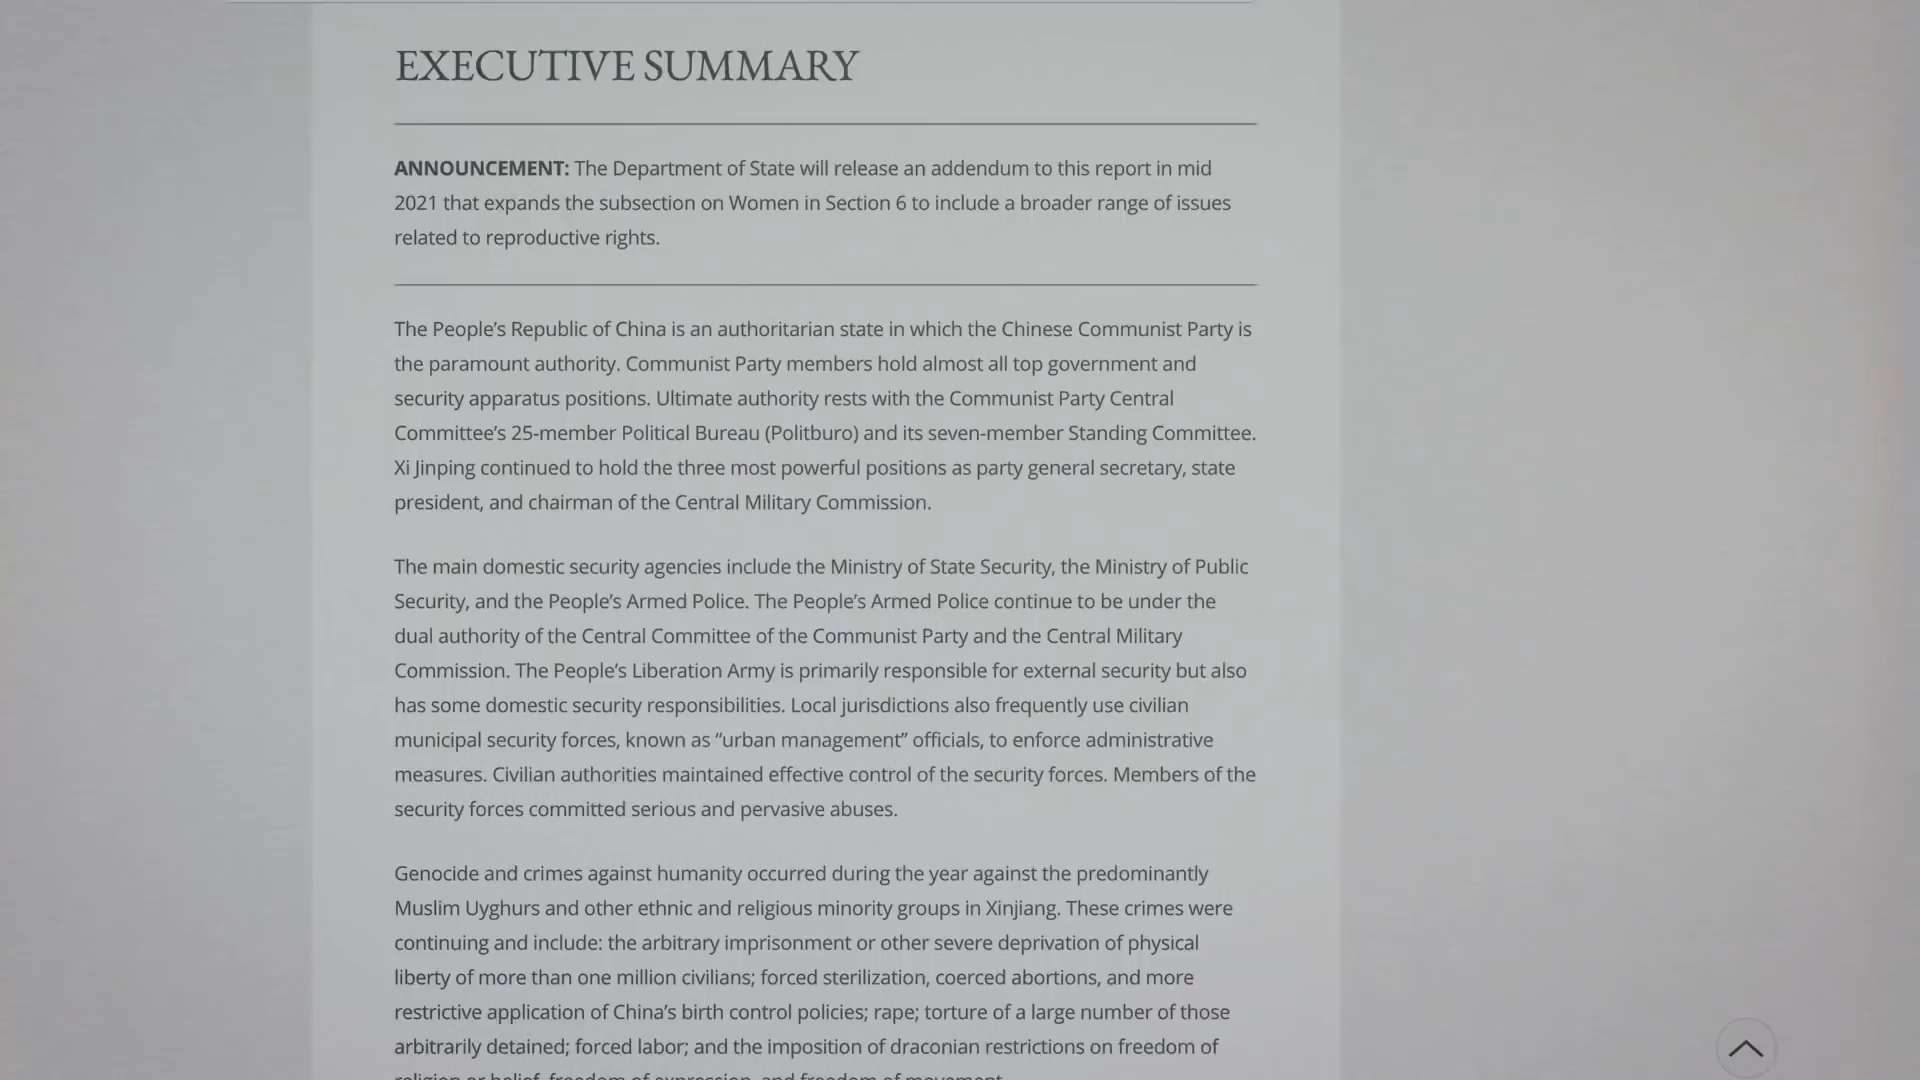 EXECUTIVE SUMMARY
ANNOUNCEMENT: The Department of State will release an addendum to this report in mid
2021 that expands the subsection on Women in Section 6 to include a broader range of issues
related to reproductive rights.
The People’s Republic of China is an authoritarian state in which the Chinese Communist Party is
the paramount authority. Communist Party members hold almost all top government and
security apparatus positions. Ultimate authority rests with the Communist Party Central
Committee’s 25-member Political Bureau (Politburo) and its seven-member Standing Committee.
Xi Jinping continued to hold the three most powerful positions as party general secretary, state
president, and chairman of the Central Military Commission.
The main domestic security agencies include the Ministry of State Security, the Ministry of Public
Security, and the People’s Armed Police. The People’s Armed Police continue to be under the
dual authority of the Central Committee of the Communist Party and the Central Military
Commission. The People’s Liberation Army is primarily responsible for external security but also
has some domestic security responsibilities. Local jurisdictions also frequently use civilian
municipal security forces, known as “urban management” officials, to enforce administrative
measures. Civilian authorities maintained effective control of the security forces. Members of the
security forces committed serious and pervasive abuses.
Genocide and crimes against humanity occurred during the year against the predominantly
Muslim Uyghurs and other ethnic and religious minority groups in Xinjiang. These crimes were
continuing and include: the arbitrary imprisonment or other severe deprivation of physical
liberty of more than one million civilians; forced sterilization, coerced abortions, and more
restrictive application of China’s birth control policies; rape; torture of a large number of those
arbitrarily detained; forced labor; and the imposition of draconian restrictions on freedom of
religion or belief, freedom of expression, and freedom of movement.